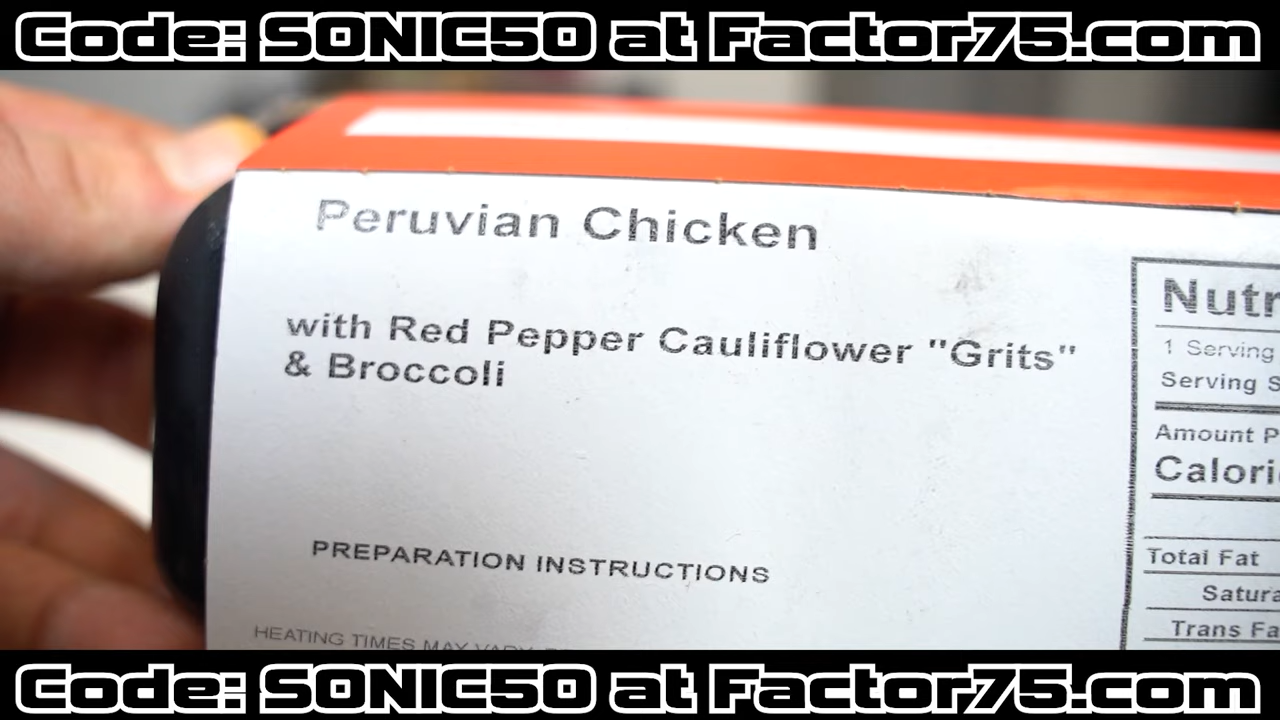 Code: SONIC50 at Factor75.com
Peruvian Chicken
with Red Pepper Cauliflower "Grits"
& Broccoli
PREPARATION INSTRUCTIONS
HEATING TIMES MAY VARY
Nutr
1 Serving
Serving S
Amount P
Calori
Total Fat
Satura
Trans Fa
Code: SONIC50 at Factor75.com